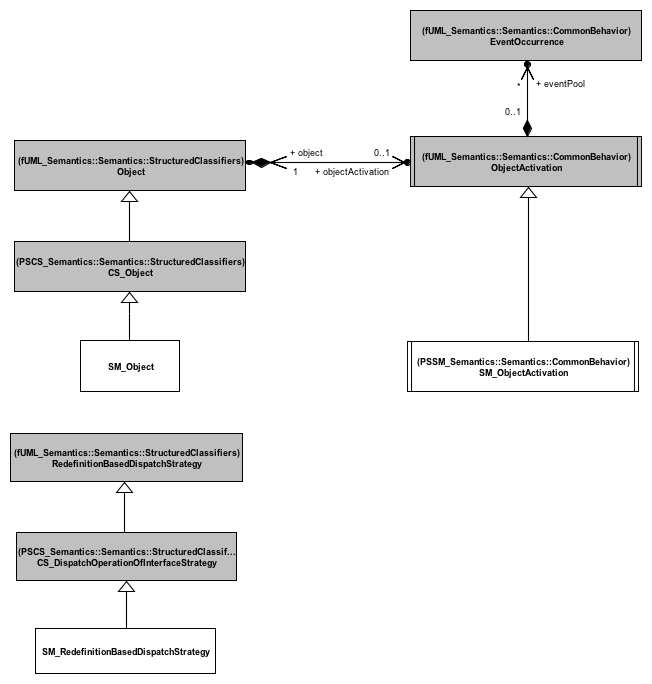 (fUML_Semantics::Semantics::CommonBehavior)
EventOccurrence
* + eventPool
0..1
(fUML_Semantics::Semantics::StructuredClassifiers)
Object
+ object 0..1
1 + objectActivation
(fUML_Semantics::Semantics::CommonBehavior)
ObjectActivation
(PSCS_Semantics::Semantics::StructuredClassifiers)
CS_Object
SM_Object
(PSSM_Semantics::Semantics::CommonBehavior)
SM_ObjectActivation
(fUML_Semantics::Semantics::StructuredClassifiers)
RedefinitionBasedDispatchStrategy
(PSCS_Semantics::Semantics::StructuredClassif...
CS_DispatchOperationOfInterfaceStrategy
SM_RedefinitionBasedDispatchStrategy